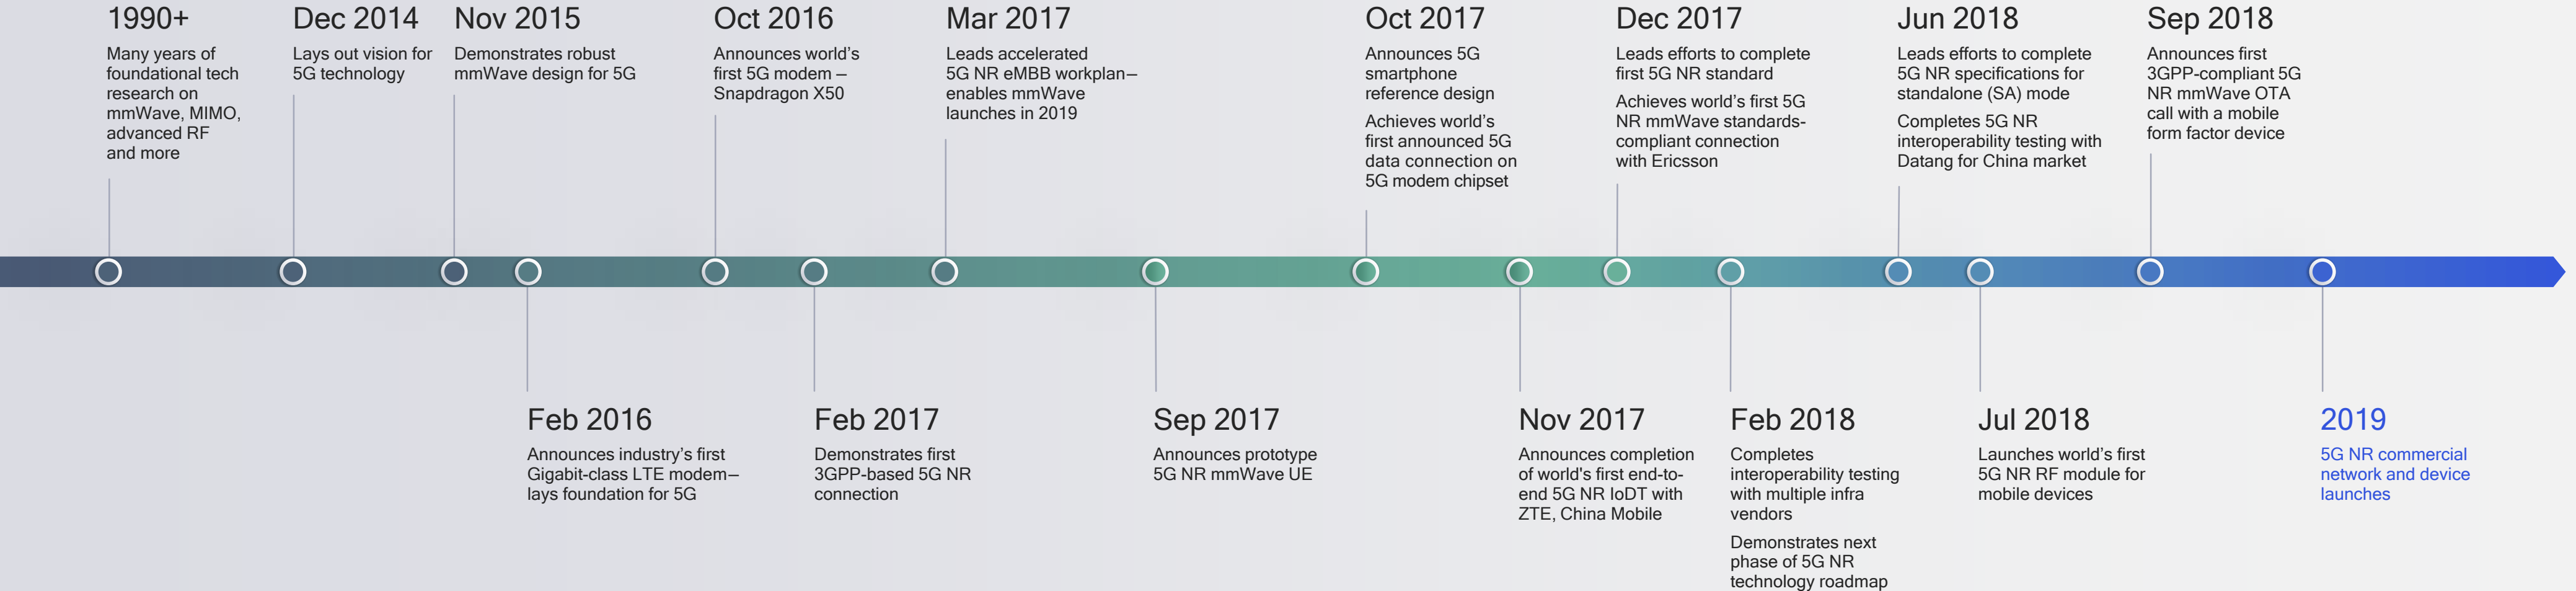 1990+
Many years of
foundational tech
research on
mmWave, MIMO,
advanced RF
and more
Dec 2014
Lays out vision for
5G technology
Nov 2015
Demonstrates robust
mmWave design for 5G
Oct 2016
Announces world's
first 5G modem –
Snapdragon X50
Mar 2017
Leads accelerated
5G NR eMBB workplan—
enables mmWave
launches in 2019
Oct 2017
Announces 5G
smartphone
reference design
Achieves world's
first announced 5G
data connection on
5G modem chipset
Dec 2017
Leads efforts to complete
first 5G NR standard
Achieves world's first 5G
NR mmWave standards-
compliant connection
with Ericsson
Jun 2018
Leads efforts to complete
5G NR specifications for
standalone (SA) mode
Completes 5G NR
interoperability testing with
Datang for China market
Sep 2018
Announces first
3GPP-compliant 5G
NR mmWave OTA
call with a mobile
form factor device
Feb 2016
Announces industry's first
Gigabit-class LTE modem—
lays foundation for 5G
Feb 2017
Demonstrates first
3GPP-based 5G NR
connection
Sep 2017
Announces prototype
5G NR mmWave UE
Nov 2017
Announces completion
of world's first end-to-
end 5G NR IoDT with
ZTE, China Mobile
Feb 2018
Completes
interoperability testing
with multiple infra
vendors
Demonstrates next
phase of 5G NR
technology roadmap
Jul 2018
Launches world's first
5G NR RF module for
mobile devices
2019
5G NR commercial
network and device
launches